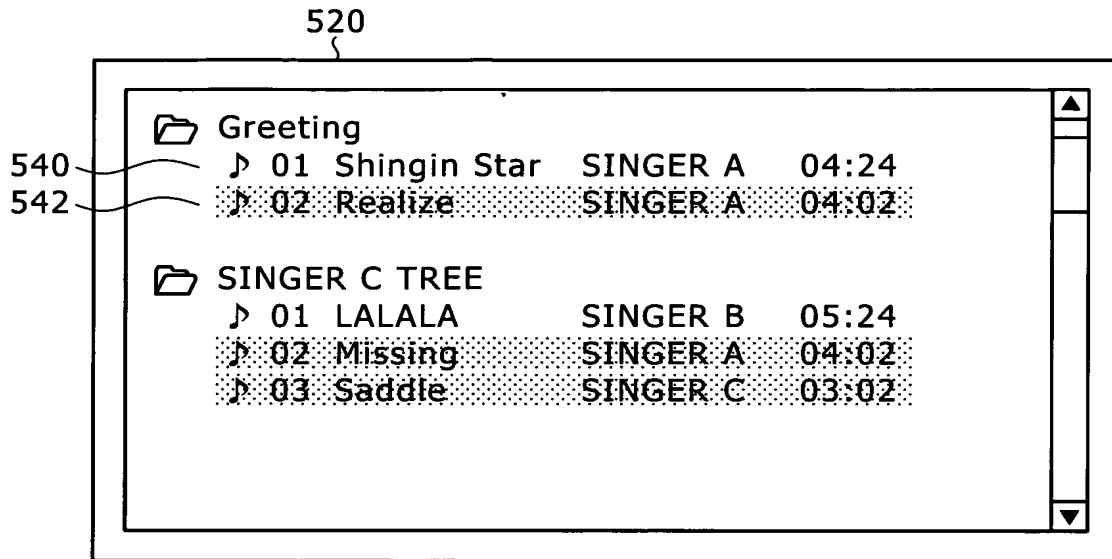 520
Greeting
540 ♪ 01 Shingin Star SINGER A 04:24
542 ♪ 02 Realize SINGER A 04:02
SINGER C TREE
♪ 01 LALALA SINGER B 05:24
♪ 02 Missing SINGER A 04:02
♪ 03 Saddle SINGER C 03:02